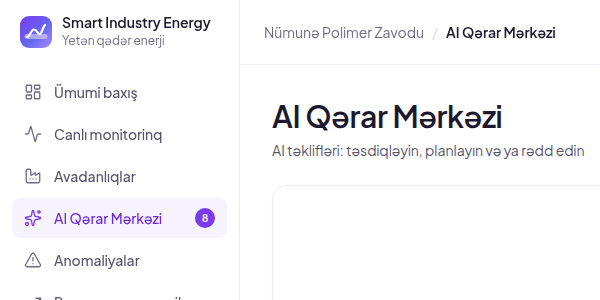 Smart Industry Energy
Yetən qədər enerji
Nümunə Polimer Zavodu / AI Qərar Mərkəzi
Ümumi baxış
Canlı monitorinq
Avadanlıqlar
AI Qərar Mərkəzi 8
Anomaliyalar
AI Qərar Mərkəzi
AI təklifləri: təsdiqləyin, planlayın və ya rədd edin